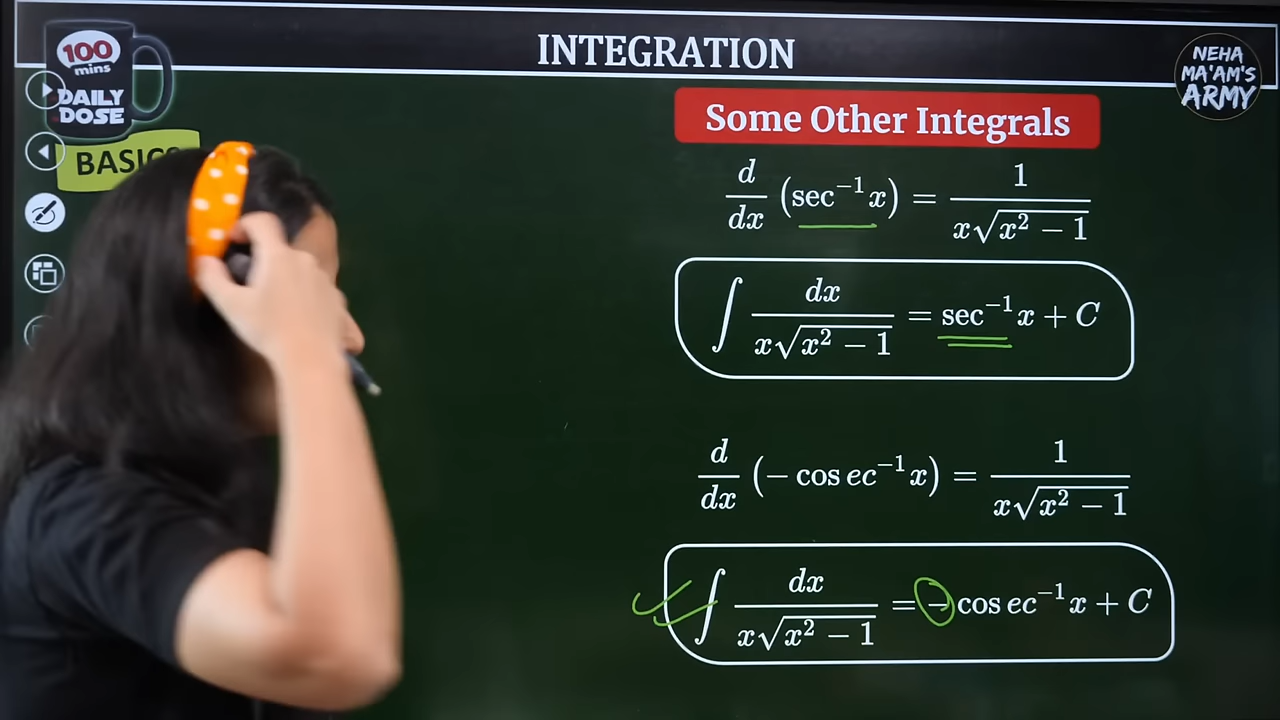 100
mins
DAILY
DOSE
INTEGRATION
NEHA
MA'AM'S
ARMY
Some Other Integrals
d/dx (sec⁻¹x) = 1/(x√(x² − 1))
∫ dx/(x√(x² − 1)) = sec⁻¹x + C
d/dx (− cos ec⁻¹x) = 1/(x√(x² − 1))
∫ dx/(x√(x² − 1)) = − cos ec⁻¹x + C